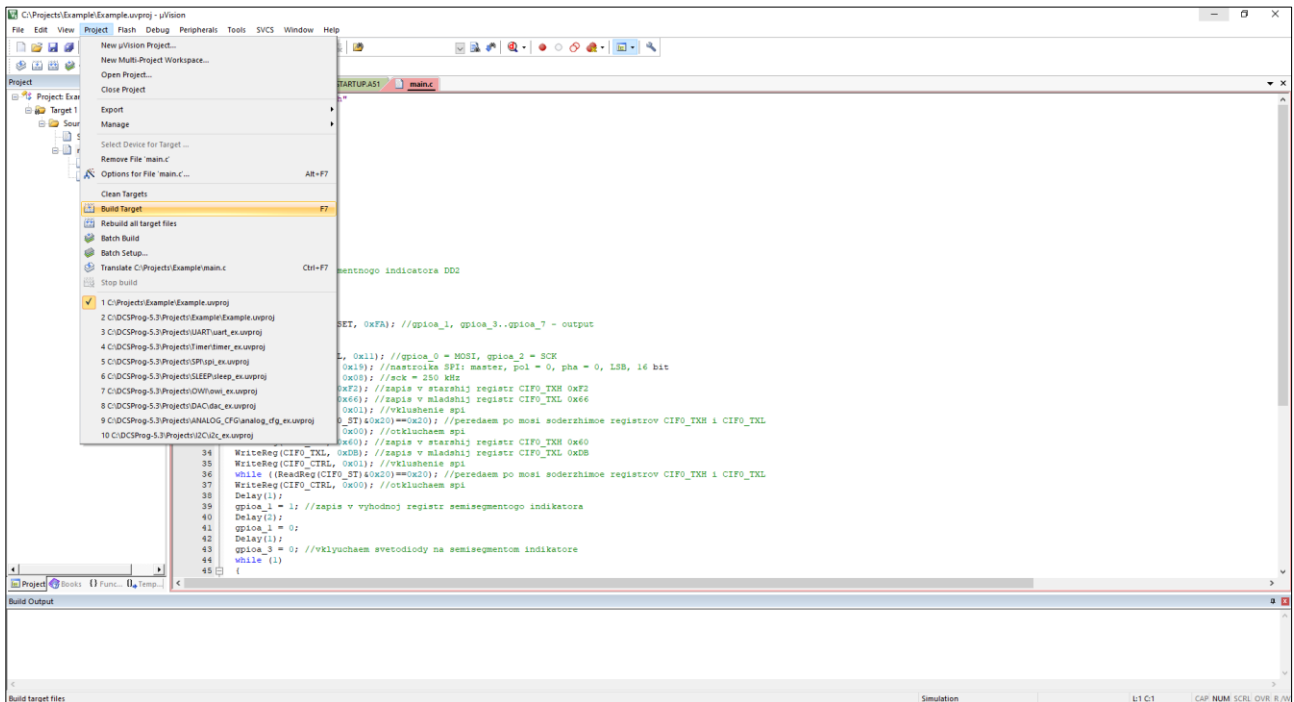 C:\Projects\Example\Example.uvproj - µVision
File Edit View Project Flash Debug Peripherals Tools SVCS Window Help
New µVision Project...
New Multi-Project Workspace...
Open Project...
Close Project
Export
Manage
Select Device for Target ...
Remove File 'main.c'
Options for File 'main.c'... Alt+F7
Clean Targets
Build Target F7
Rebuild all target files
Batch Build
Batch Setup...
Translate C:\Projects\Example\main.c Ctrl+F7
Stop build
1 C:\Projects\Example\Example.uvproj
2 C:\DCSProg-5.3\Projects\Example\Example.uvproj
3 C:\DCSProg-5.3\Projects\UART\uart_ex.uvproj
4 C:\DCSProg-5.3\Projects\Timer\timer_ex.uvproj
5 C:\DCSProg-5.3\Projects\SPI\spi_ex.uvproj
6 C:\DCSProg-5.3\Projects\SLEEP\sleep_ex.uvproj
7 C:\DCSProg-5.3\Projects\OWI\owi_ex.uvproj
8 C:\DCSProg-5.3\Projects\DAC\dac_ex.uvproj
9 C:\DCSProg-5.3\Projects\ANALOG_CFG\analog_cfg_ex.uvproj
10 C:\DCSProg-5.3\Projects\I2C\i2c_ex.uvproj
Project
Project: Exar
Target 1
Sour
TARTUP.A51 main.c
h"
mentnogo indicatora DD2
SET, 0xFA); //gpioa_1, gpioa_3..gpioa_7 - output
L, 0x11); //gpioa_0 = MOSI, gpioa_2 = SCK
0x19); //nastroika SPI: master, pol = 0, pha = 0, LSB, 16 bit
0x08); //sck = 250 kHz
0xF2); //zapis v starshij registr CIF0_TXH 0xF2
0x66); //zapis v mladshij registr CIF0_TXL 0x66
0x01); //vklushenie spi
0_ST)&0x20)==0x20); //peredaem po mosi soderzhimoe registrov CIF0_TXH i CIF0_TXL
0x00); //otkluchaem spi
0x60); //zapis v starshij registr CIF0_TXH 0x60
34 WriteReg(CIF0_TXL, 0xDB); //zapis v mladshij registr CIF0_TXL 0xDB
35 WriteReg(CIF0_CTRL, 0x01); //vklushenie spi
36 while ((ReadReg(CIF0_ST)&0x20)==0x20); //peredaem po mosi soderzhimoe registrov CIF0_TXH i CIF0_TXL
37 WriteReg(CIF0_CTRL, 0x00); //otkluchaem spi
38 Delay(1);
39 gpioa_1 = 1; //zapis v vyhodnoj registr semisegmentogo indikatora
40 Delay(2);
41 gpioa_1 = 0;
42 Delay(1);
43 gpioa_3 = 0; //vklyuchaem svetodiody na semisegmentom indikatore
44 while (1)
45 {
Project Books {} Func... Temp...
Build Output
Build target files Simulation L:1 C:1 CAP NUM SCRL OVR R/W